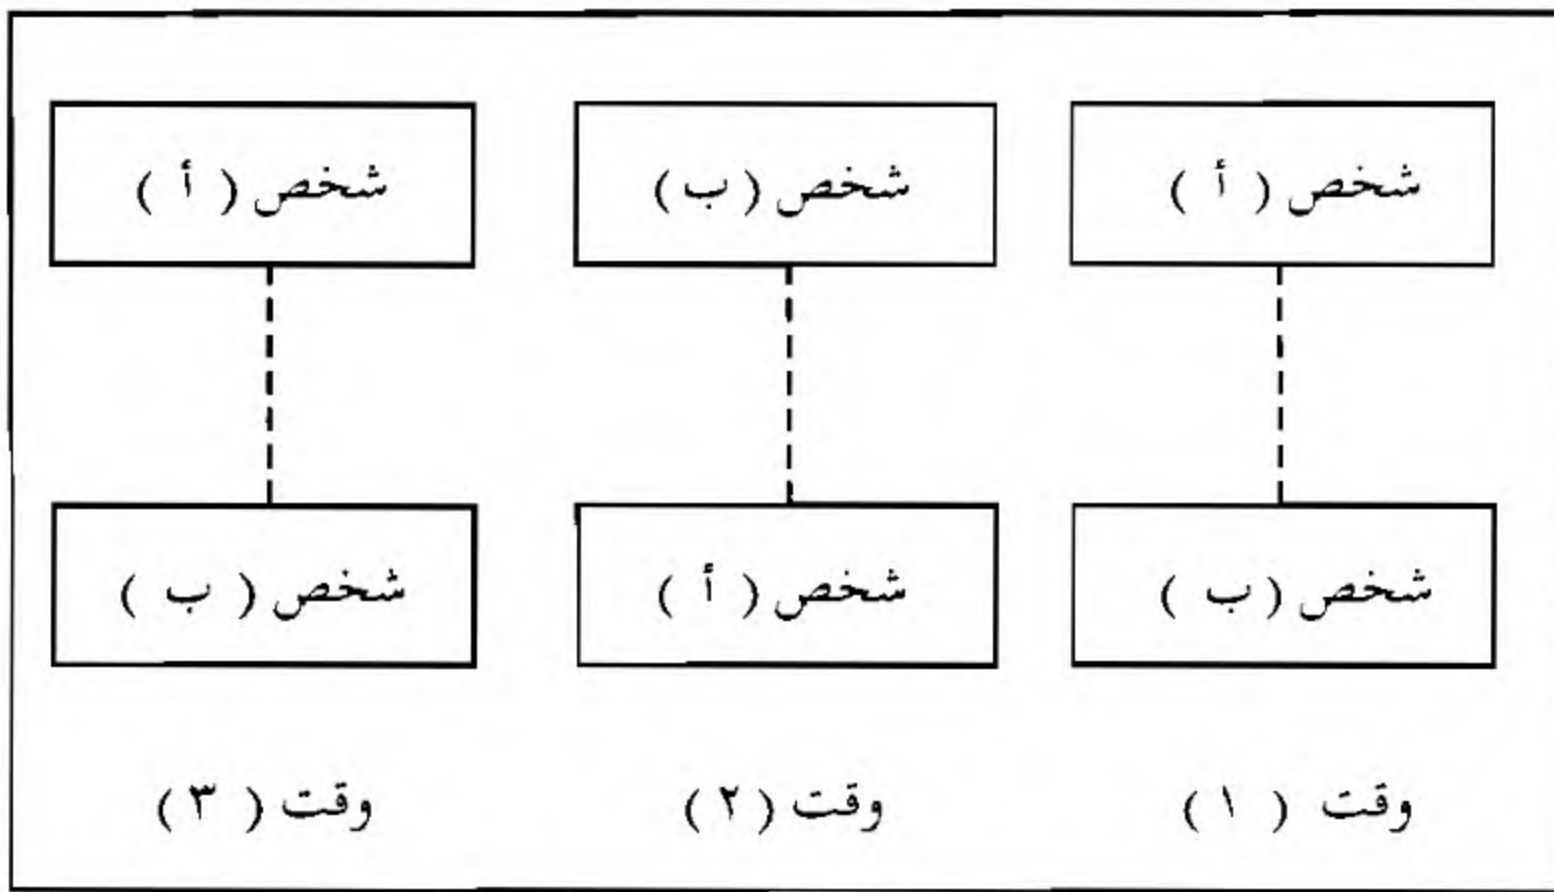 شخص ( أ ) شخص ( ب ) شخص ( أ )
شخص ( ب ) شخص ( أ ) شخص ( ب )
وقت ( ١ ) وقت ( ٢ ) وقت ( ٣ )